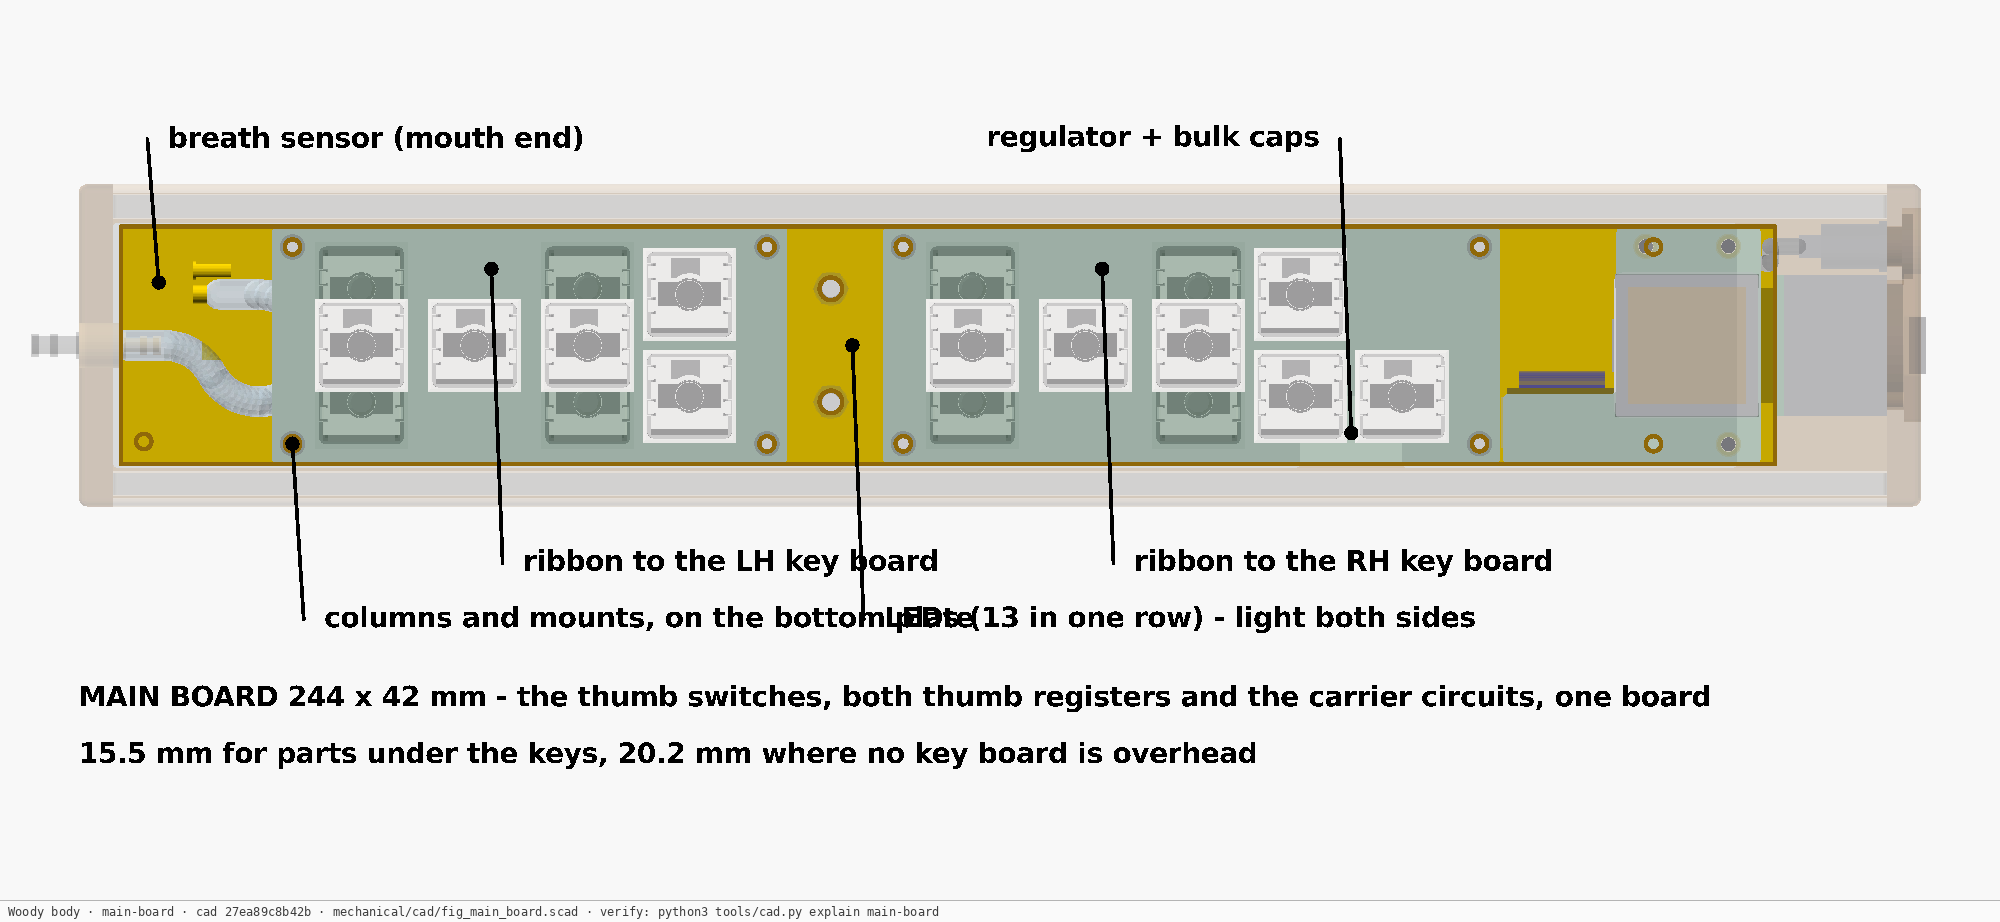 breath sensor (mouth end)
regulator + bulk caps
ribbon to the LH key board
ribbon to the RH key board
columns and mounts, on the bottom plate
LEDs (13 in one row) - light both sides
MAIN BOARD 244 x 42 mm - the thumb switches, both thumb registers and the carrier circuits, one board
15.5 mm for parts under the keys, 20.2 mm where no key board is overhead
Woody body · main-board · cad 27ea89c8b42b · mechanical/cad/fig_main_board.scad · verify: python3 tools/cad.py explain main-board